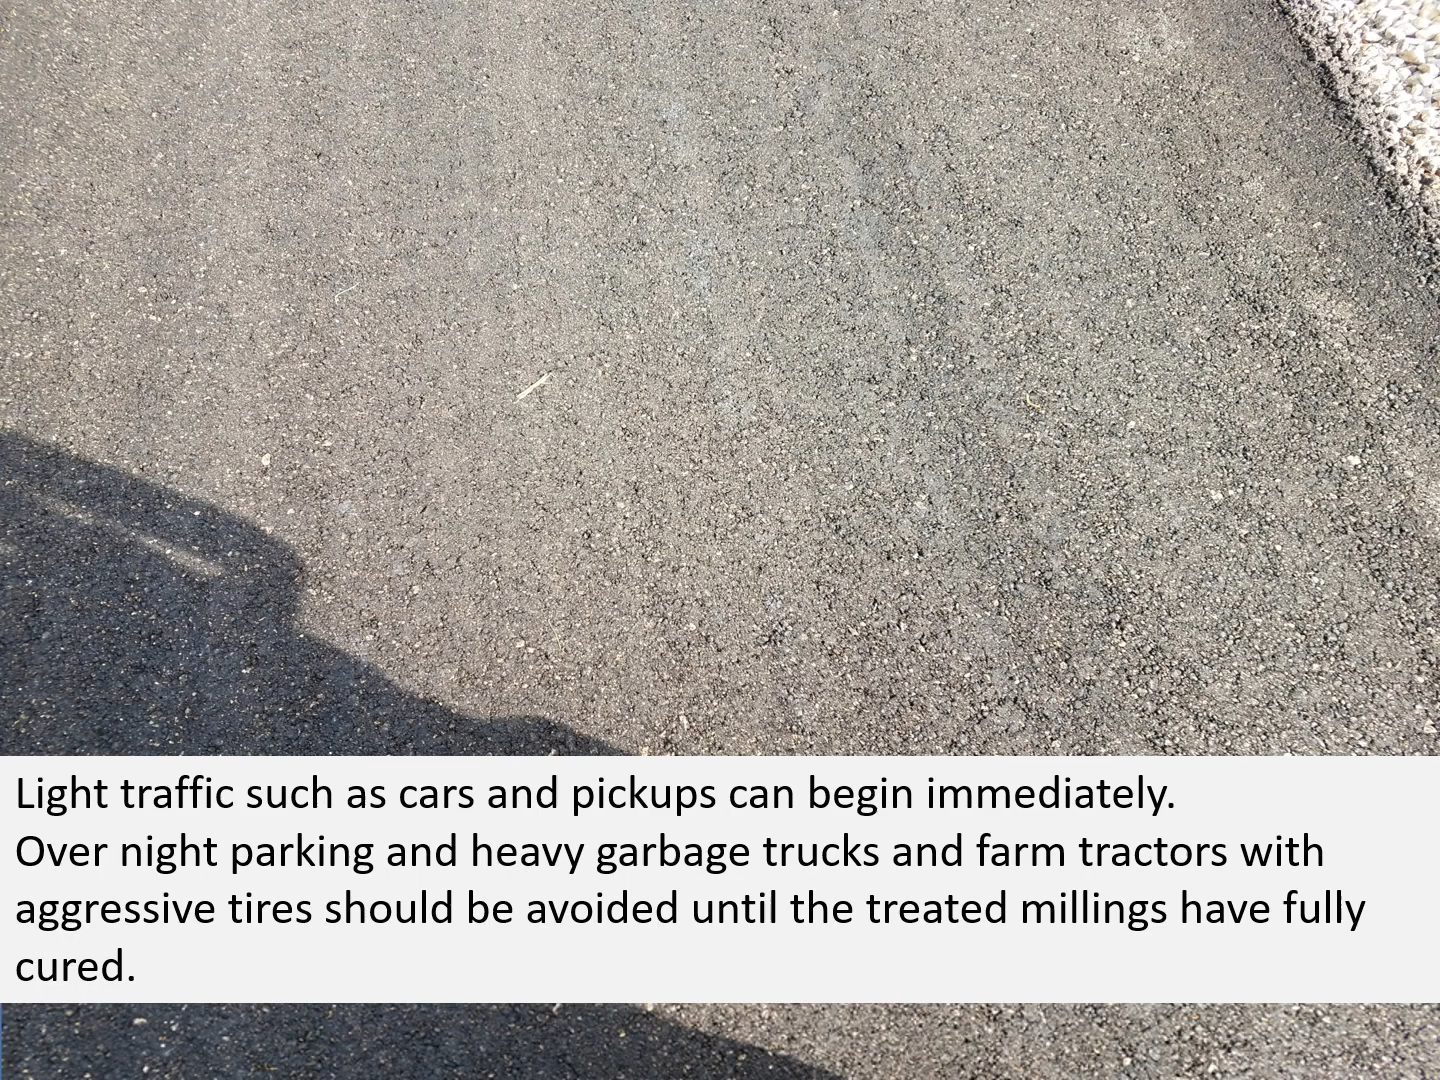 Light traffic such as cars and pickups can begin immediately.
Over night parking and heavy garbage trucks and farm tractors with
aggressive tires should be avoided until the treated millings have fully
cured.